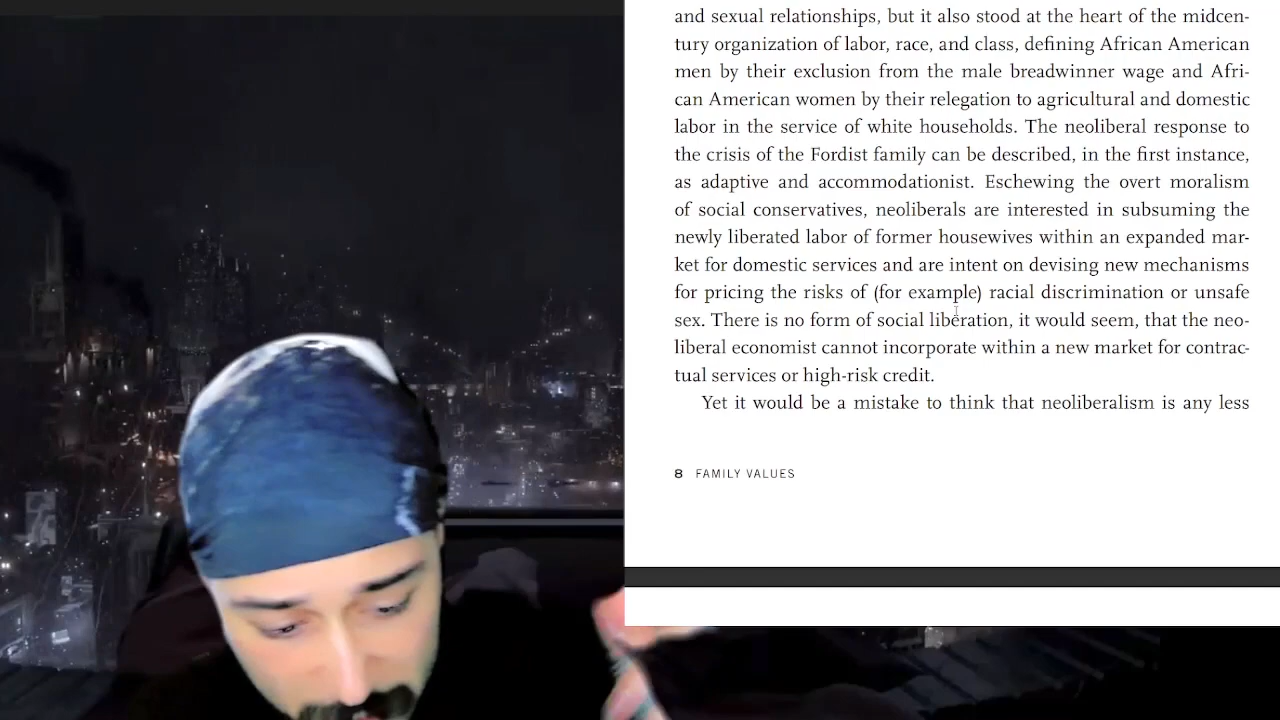 and sexual relationships, but it also stood at the heart of the midcen-
tury organization of labor, race, and class, defining African American
men by their exclusion from the male breadwinner wage and Afri-
can American women by their relegation to agricultural and domestic
labor in the service of white households. The neoliberal response to
the crisis of the Fordist family can be described, in the first instance,
as adaptive and accommodationist. Eschewing the overt moralism
of social conservatives, neoliberals are interested in subsuming the
newly liberated labor of former housewives within an expanded mar-
ket for domestic services and are intent on devising new mechanisms
for pricing the risks of (for example) racial discrimination or unsafe
sex. There is no form of social liberation, it would seem, that the neo-
liberal economist cannot incorporate within a new market for contrac-
tual services or high-risk credit.
Yet it would be a mistake to think that neoliberalism is any less
8 FAMILY VALUES